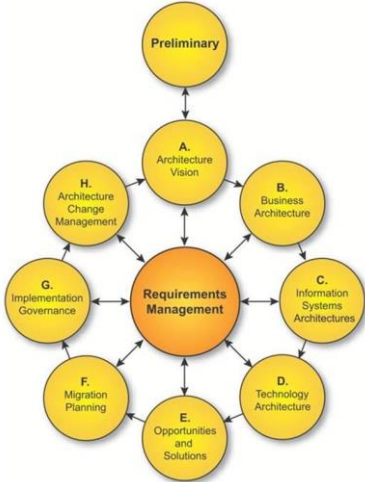 Preliminary
A.
Architecture
Vision
B.
Business
Architecture
C.
Information
Systems
Architectures
D.
Technology
Architecture
E.
Opportunities
and
Solutions
F.
Migration
Planning
G.
Implementation
Governance
H.
Architecture
Change
Management
Requirements
Management